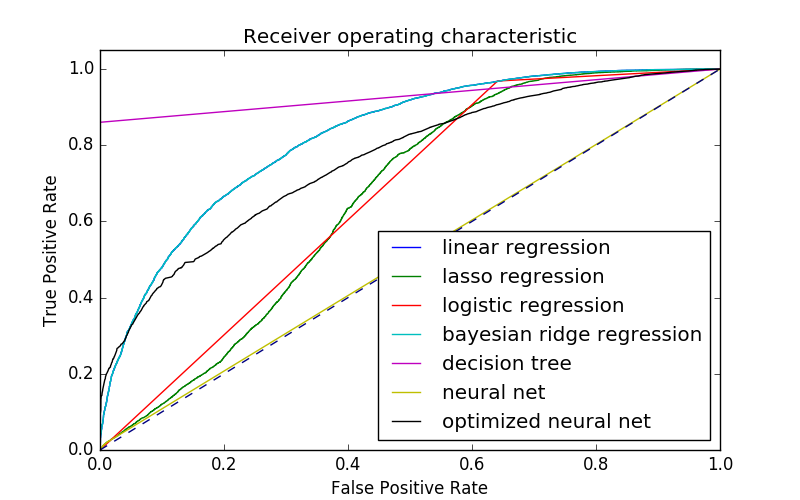 Receiver operating characteristic
True Positive Rate
1.0
0.8
0.6
0.4
0.2
0.0
linear regression
lasso regression
logistic regression
bayesian ridge regression
decision tree
neural net
optimized neural net
0.0 0.2 0.4 0.6 0.8 1.0
False Positive Rate